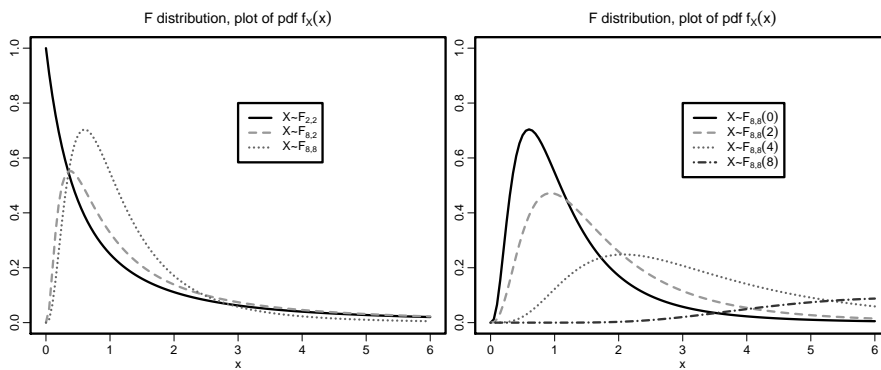 F distribution, plot of pdf f_X(x)
1.0
0.8
0.6
0.4
0.2
0.0
X~F_2,2
X~F_8,2
X~F_8,8
0 1 2 3 4 5 6
x
F distribution, plot of pdf f_X(x)
1.0
0.8
0.6
0.4
0.2
0.0
X~F_8,8(0)
X~F_8,8(2)
X~F_8,8(4)
X~F_8,8(8)
0 1 2 3 4 5 6
x